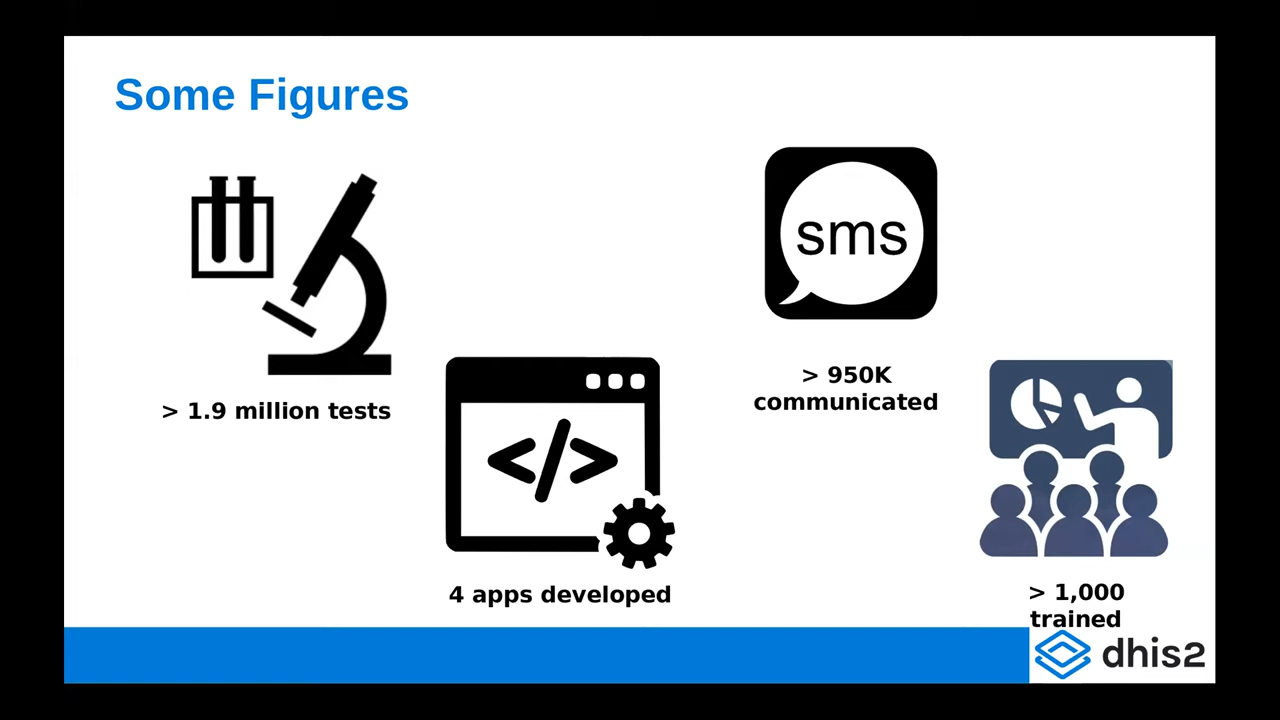 Some Figures
sms
> 1.9 million tests
> 950K
communicated
</>
4 apps developed
> 1,000
trained
dhis2